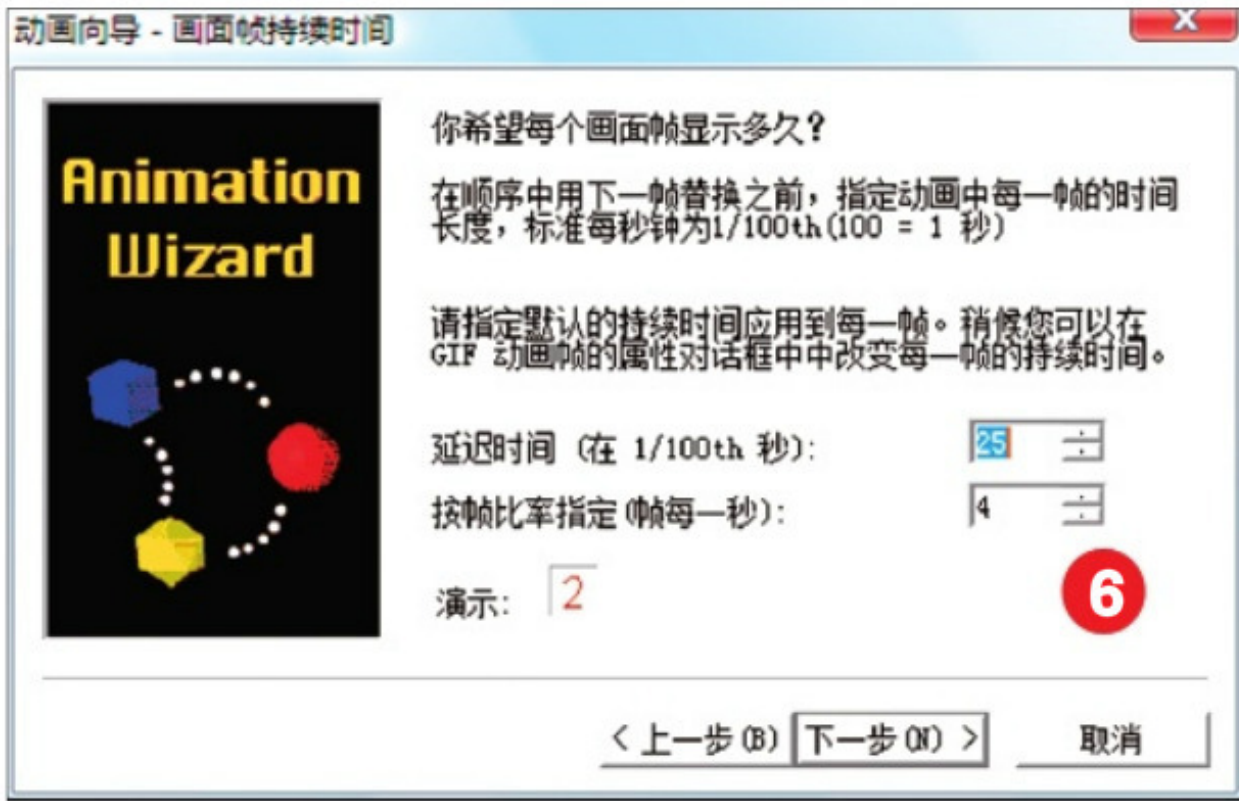 动画向导 - 画面帧持续时间
X
Animation
Wizard
你希望每个画面帧显示多久?
在顺序中用下一帧替换之前，指定动画中每一帧的时间
长度，标准每秒钟为1/100th(100 = 1 秒)
请指定默认的持续时间应用到每一帧。稍候您可以在
GIF 动画帧的属性对话框中中改变每一帧的持续时间。
延迟时间 (在 1/100th 秒): 25
按帧比率指定(帧每一秒): 4
演示: 2
6
< 上一步(B) 下一步(N) > 取消